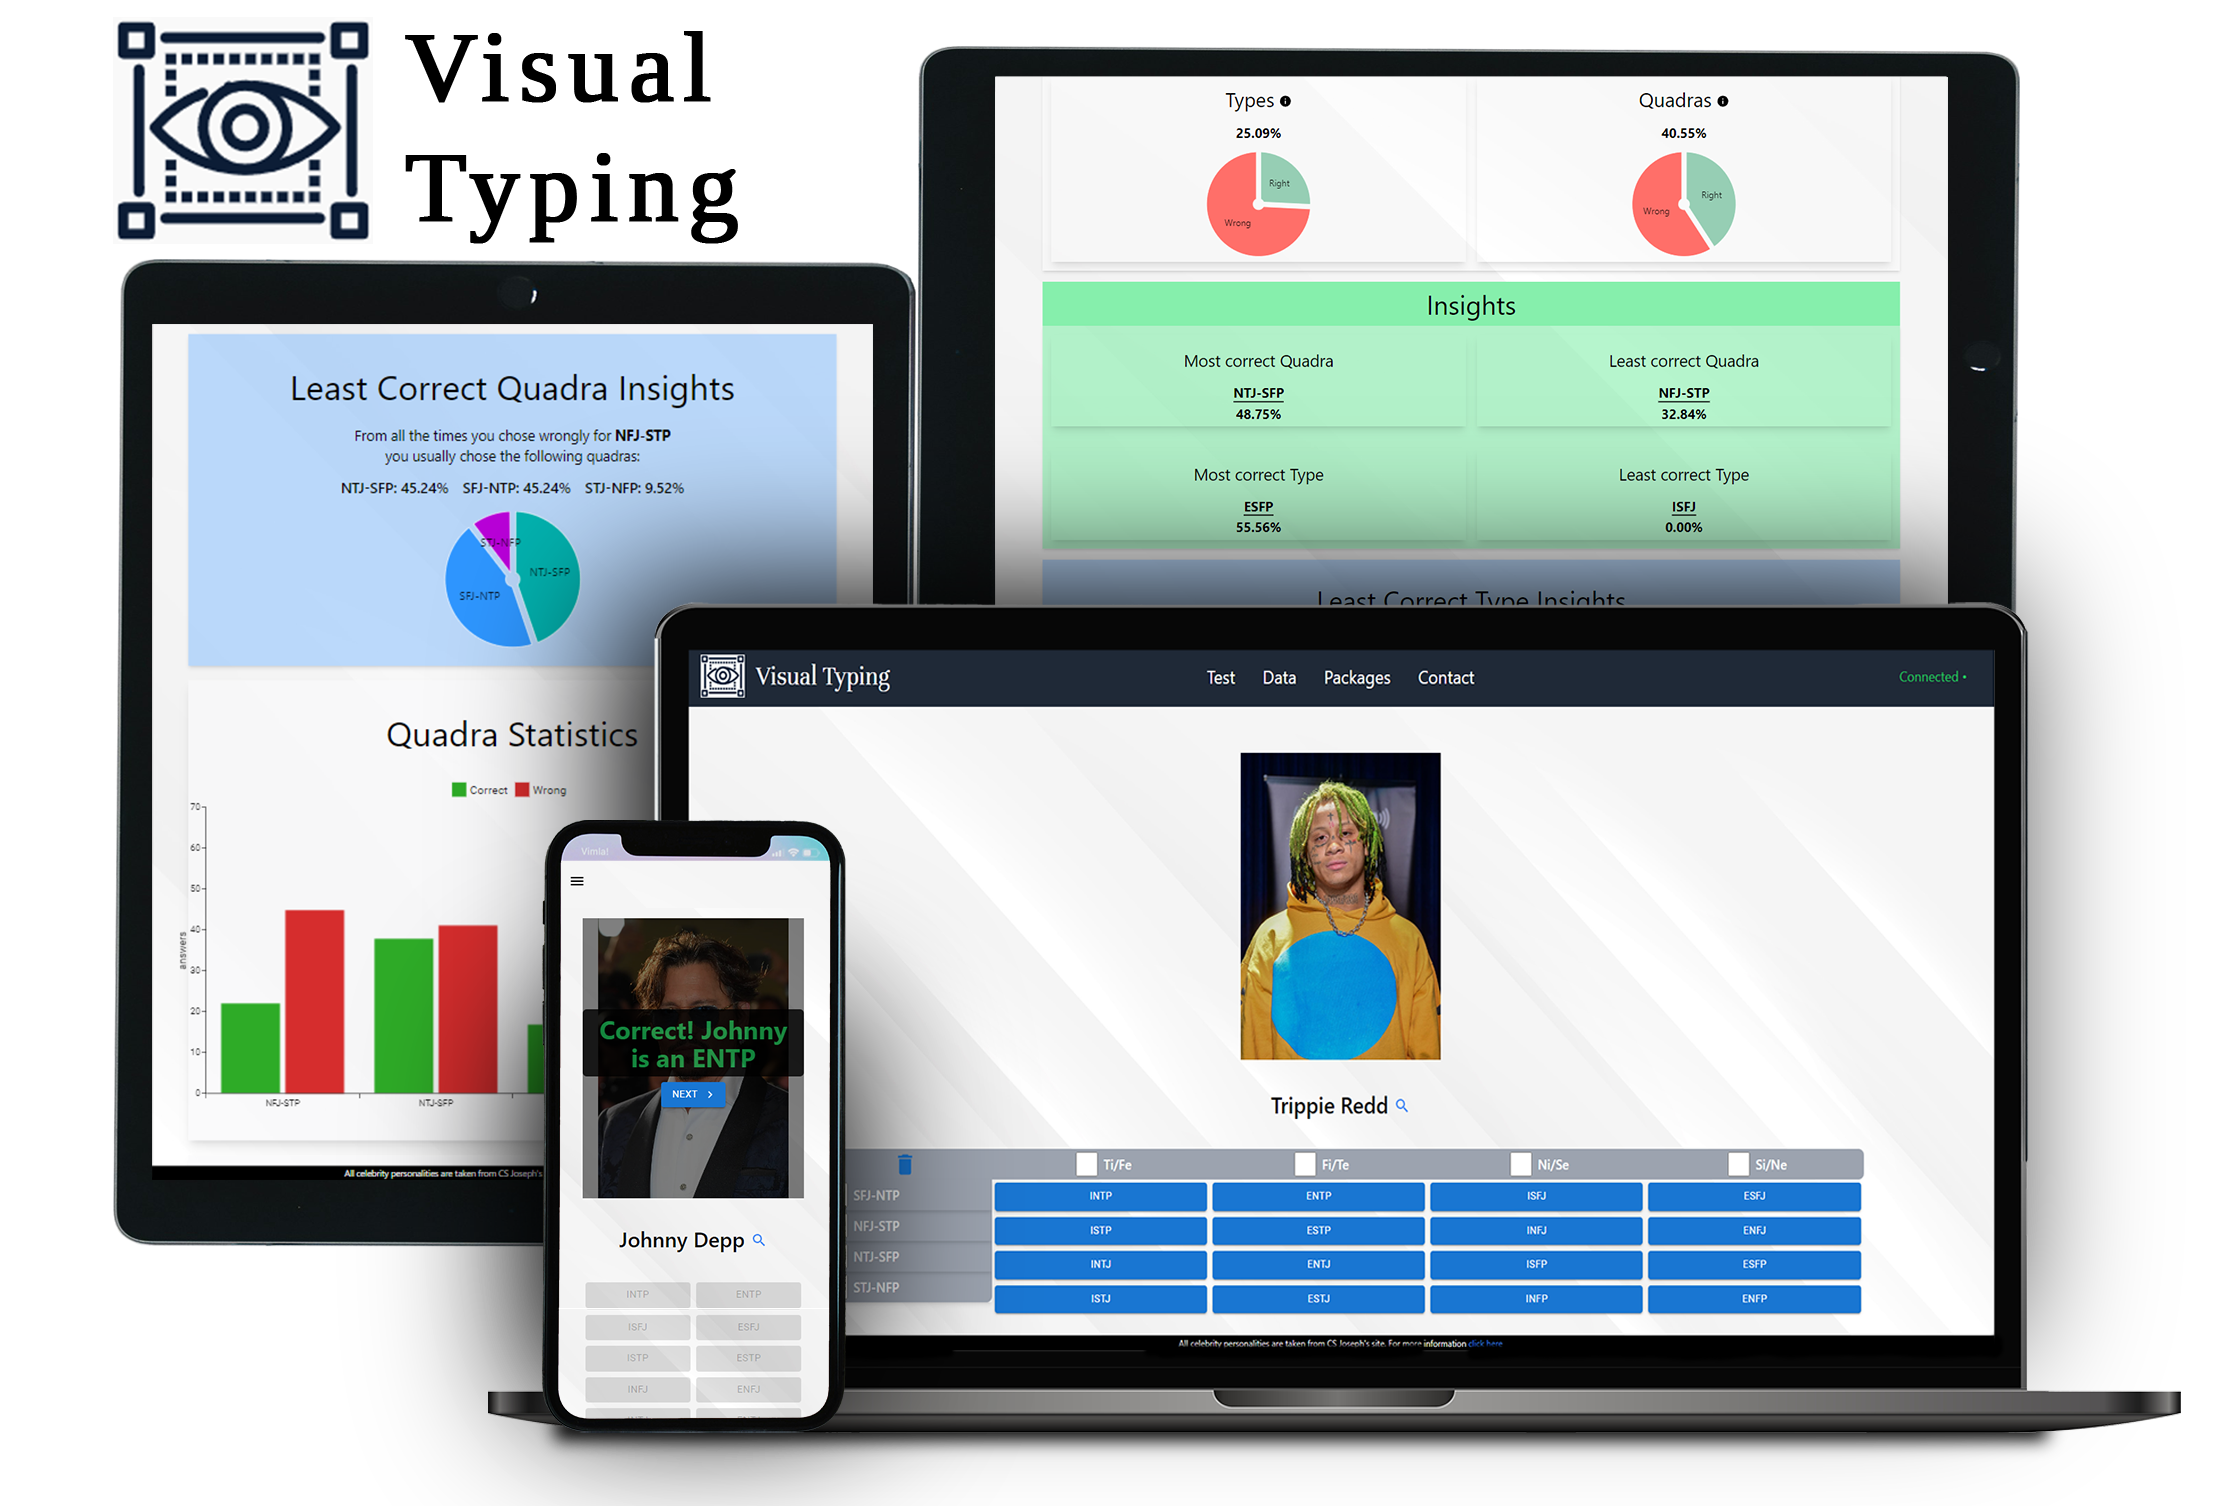 Visual
Typing
Types
25.09%
Right
Wrong
Quadras
40.55%
Right
Wrong
Insights
Most correct Quadra
NTJ-SFP
48.75%
Least correct Quadra
NFJ-STP
32.84%
Most correct Type
ESFP
55.56%
Least correct Type
ISFJ
0.00%
Least Correct Type Insights
Least Correct Quadra Insights
From all the times you chose wrongly for NFJ-STP
you usually chose the following quadras:
NTJ-SFP: 45.24% SFJ-NTP: 45.24% STJ-NFP: 9.52%
STJ-NFP
NTJ-SFP
SFJ-NTP
Quadra Statistics
Correct Wrong
70
60
50
40
30
20
10
0
answers
NFJ-STP NTJ-SFP
All celebrity personalities are taken from CS Joseph's
Visual Typing
Test Data Packages Contact
Connected •
Trippie Redd
Ti/Fe Fi/Te Ni/Se Si/Ne
SFJ-NTP INTP ENTP ISFJ ESFJ
NFJ-STP ISTP ESTP INFJ ENFJ
NTJ-SFP INTJ ENTJ ISFP ESFP
STJ-NFP ISTJ ESTJ INFP ENFP
All celebrity personalities are taken from CS Joseph's site. For more information click here
Vimla!
Correct! Johnny
is an ENTP
NEXT
Johnny Depp
INTP ENTP
ISFJ ESFJ
ISTP ESTP
INFJ ENFJ